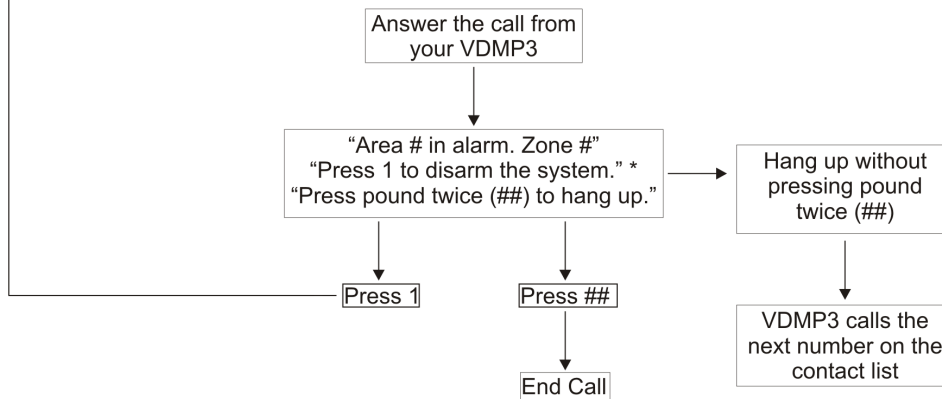 Answer the call from
your VDMP3
“Area # in alarm. Zone #”
“Press 1 to disarm the system.” *
“Press pound twice (##) to hang up.”
Hang up without
pressing pound
twice (##)
Press 1
Press ##
VDMP3 calls the
next number on the
contact list
End Call